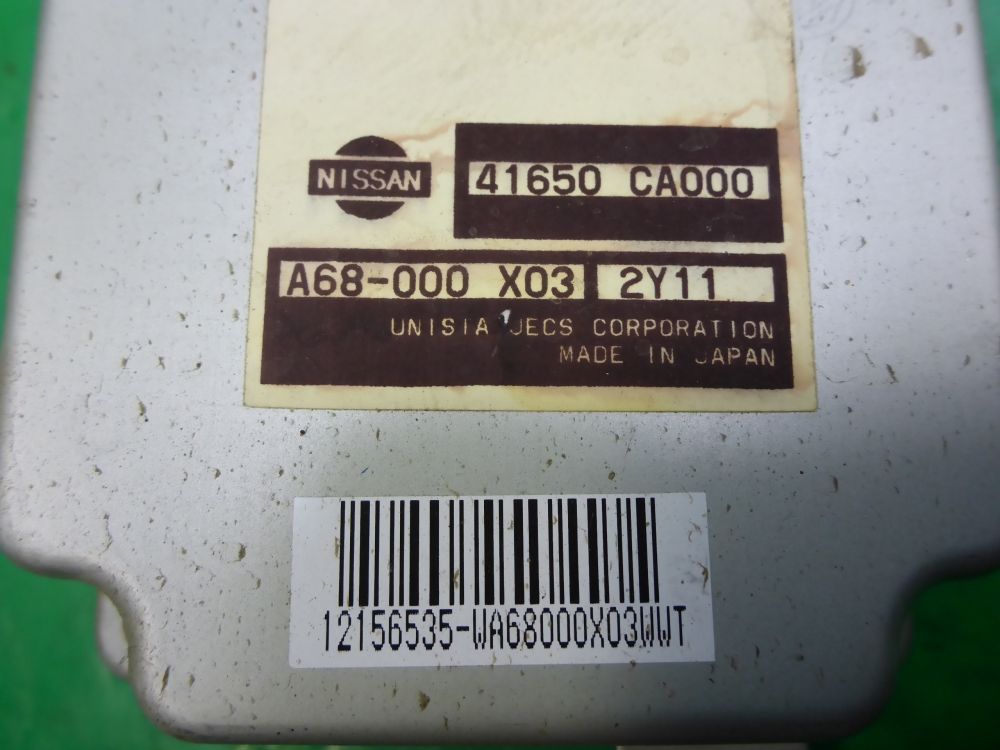 NISSAN
41650 CA000
A68-000 X03 2Y11
UNISIA JECS CORPORATION
MADE IN JAPAN
12156535-WA68000X03WWT